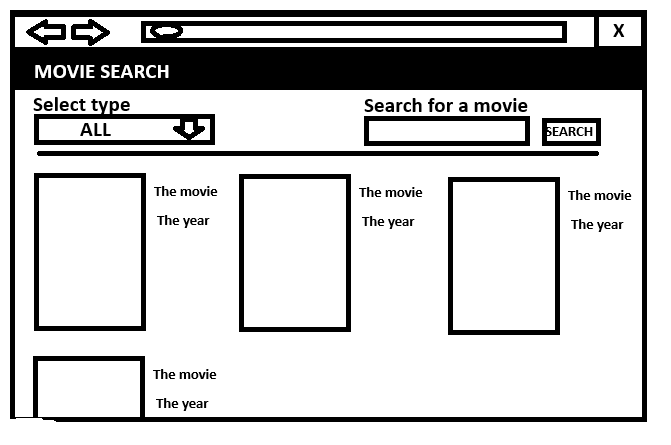 X
MOVIE SEARCH
Select type
Search for a movie
ALL
SEARCH
The movie
The year
The movie
The year
The movie
The year
The movie
The year